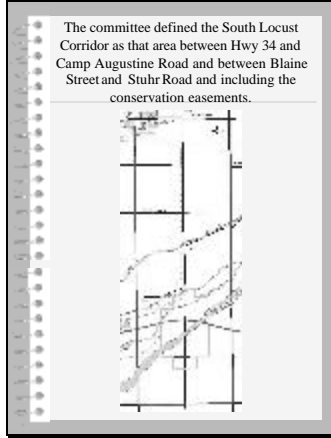 The committee defined the South Locust
Corridor as that area between Hwy 34 and
Camp Augustine Road and between Blaine
Street and Stuhr Road and including the
conservation easements.